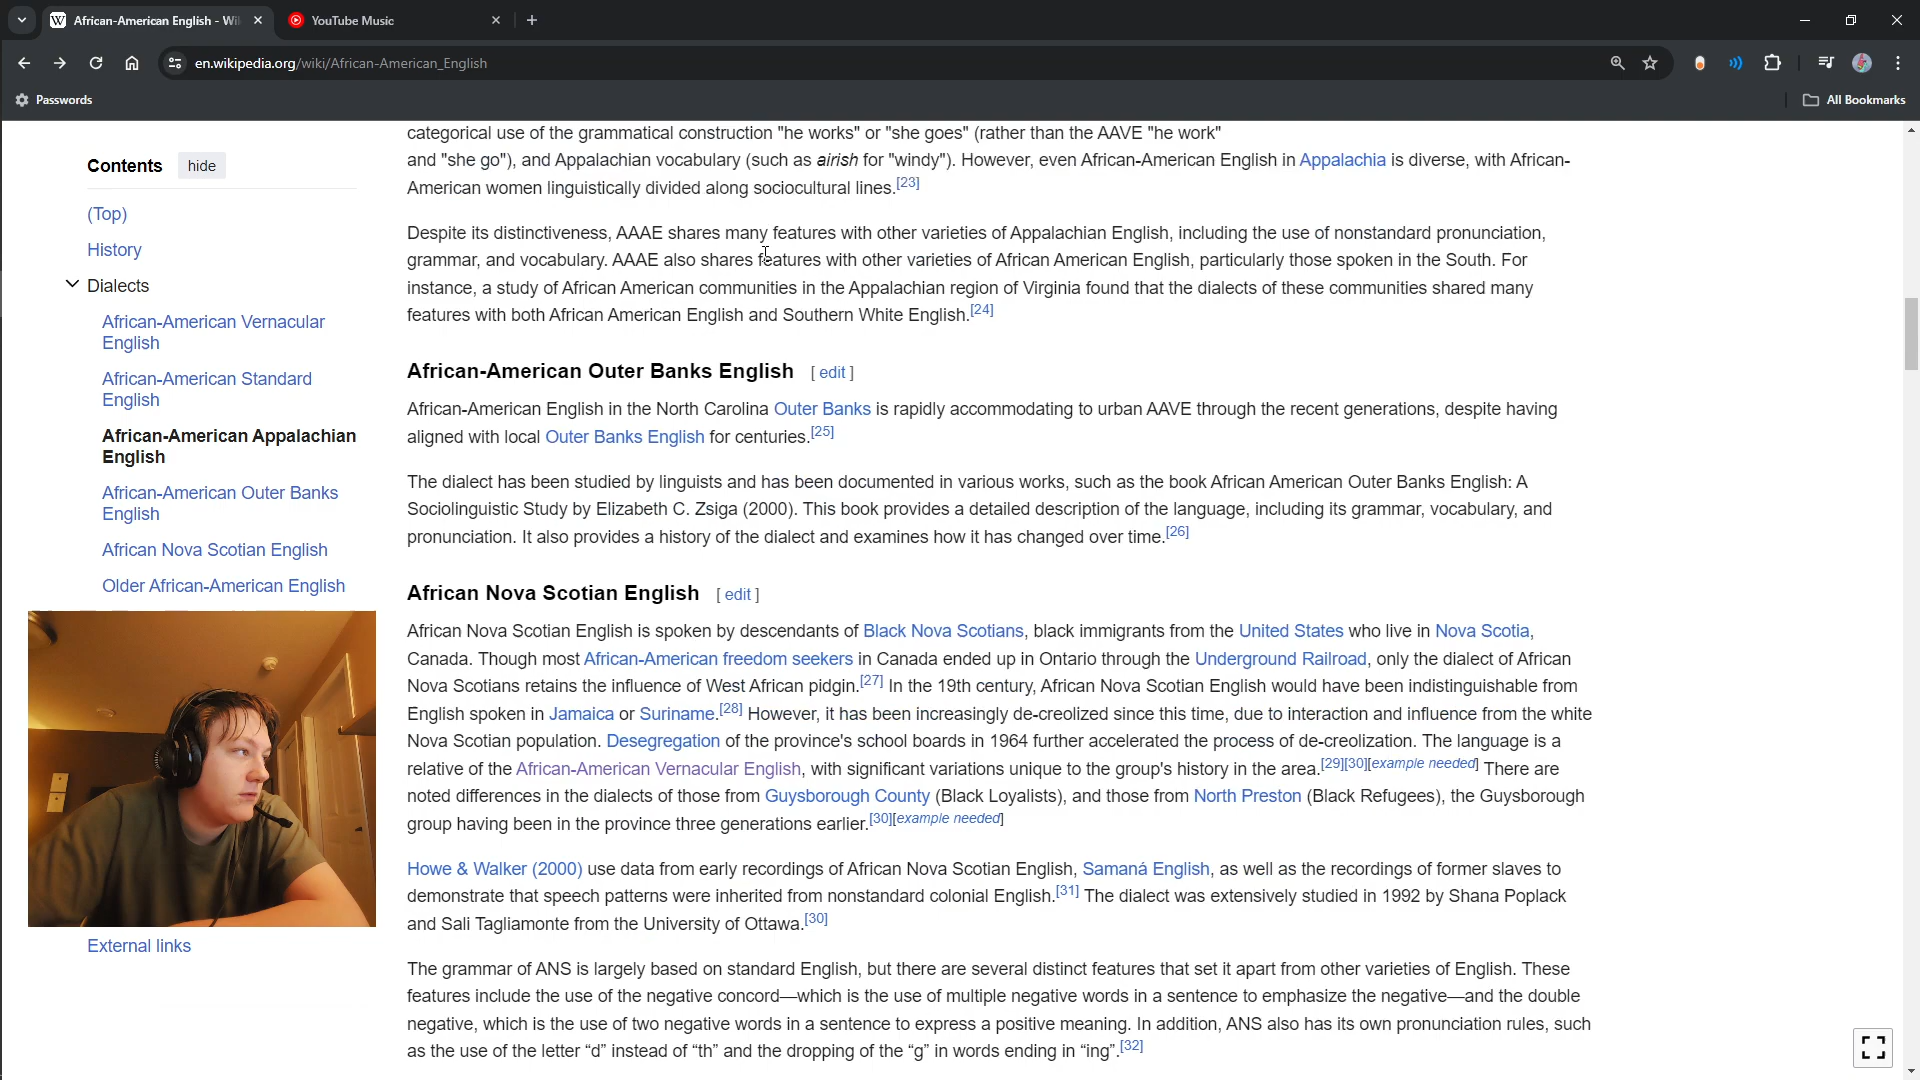 African-American English - Wi
YouTube Music
en.wikipedia.org/wiki/African-American_English
Passwords
All Bookmarks
Contents hide
(Top)
History
Dialects
African-American Vernacular
English
African-American Standard
English
African-American Appalachian
English
African-American Outer Banks
English
African Nova Scotian English
Older African-American English
External links
categorical use of the grammatical construction "he works" or "she goes" (rather than the AAVE "he work"
and "she go"), and Appalachian vocabulary (such as airish for "windy"). However, even African-American English in Appalachia is diverse, with African-
American women linguistically divided along sociocultural lines.[23]
Despite its distinctiveness, AAAE shares many features with other varieties of Appalachian English, including the use of nonstandard pronunciation,
grammar, and vocabulary. AAAE also shares features with other varieties of African American English, particularly those spoken in the South. For
instance, a study of African American communities in the Appalachian region of Virginia found that the dialects of these communities shared many
features with both African American English and Southern White English.[24]
African-American Outer Banks English [ edit ]
African-American English in the North Carolina Outer Banks is rapidly accommodating to urban AAVE through the recent generations, despite having
aligned with local Outer Banks English for centuries.[25]
The dialect has been studied by linguists and has been documented in various works, such as the book African American Outer Banks English: A
Sociolinguistic Study by Elizabeth C. Zsiga (2000). This book provides a detailed description of the language, including its grammar, vocabulary, and
pronunciation. It also provides a history of the dialect and examines how it has changed over time.[26]
African Nova Scotian English [ edit ]
African Nova Scotian English is spoken by descendants of Black Nova Scotians, black immigrants from the United States who live in Nova Scotia,
Canada. Though most African-American freedom seekers in Canada ended up in Ontario through the Underground Railroad, only the dialect of African
Nova Scotians retains the influence of West African pidgin.[27] In the 19th century, African Nova Scotian English would have been indistinguishable from
English spoken in Jamaica or Suriname.[28] However, it has been increasingly de-creolized since this time, due to interaction and influence from the white
Nova Scotian population. Desegregation of the province's school boards in 1964 further accelerated the process of de-creolization. The language is a
relative of the African-American Vernacular English, with significant variations unique to the group's history in the area.[29][30][example needed] There are
noted differences in the dialects of those from Guysborough County (Black Loyalists), and those from North Preston (Black Refugees), the Guysborough
group having been in the province three generations earlier.[30][example needed]
Howe & Walker (2000) use data from early recordings of African Nova Scotian English, Samaná English, as well as the recordings of former slaves to
demonstrate that speech patterns were inherited from nonstandard colonial English.[31] The dialect was extensively studied in 1992 by Shana Poplack
and Sali Tagliamonte from the University of Ottawa.[30]
The grammar of ANS is largely based on standard English, but there are several distinct features that set it apart from other varieties of English. These
features include the use of the negative concord—which is the use of multiple negative words in a sentence to emphasize the negative—and the double
negative, which is the use of two negative words in a sentence to express a positive meaning. In addition, ANS also has its own pronunciation rules, such
as the use of the letter “d” instead of “th” and the dropping of the “g” in words ending in “ing”.[32]